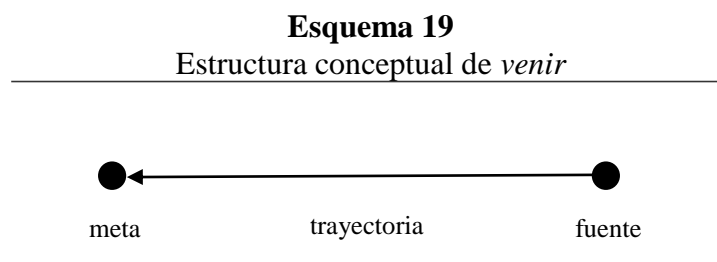 Esquema 19
Estructura conceptual de venir
meta trayectoria fuente